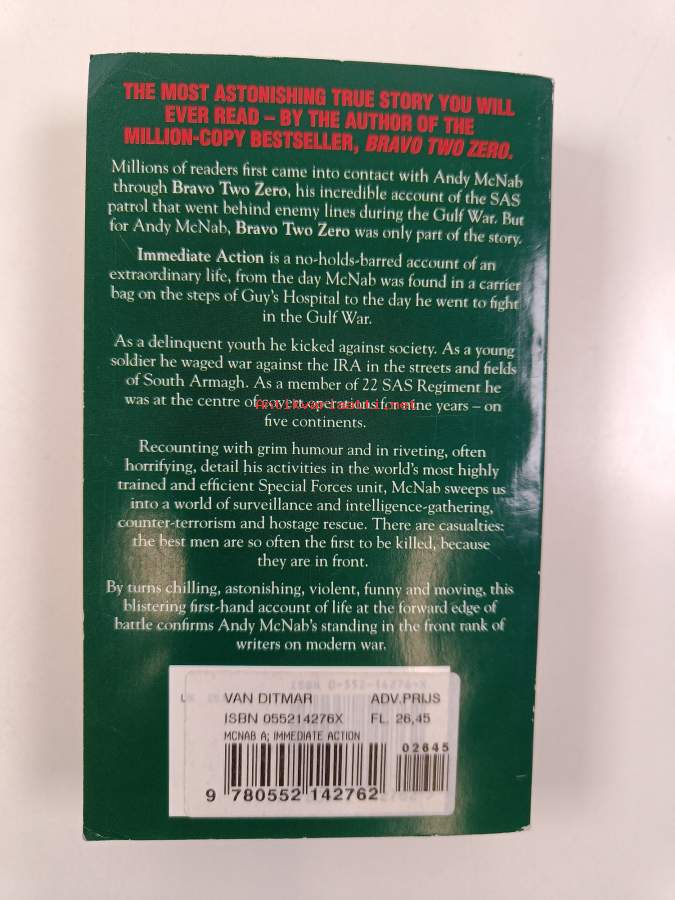 THE MOST ASTONISHING TRUE STORY YOU WILL
EVER READ – BY THE AUTHOR OF THE
MILLION-COPY BESTSELLER, BRAVO TWO ZERO.
Millions of readers first came into contact with Andy McNab
through Bravo Two Zero, his incredible account of the SAS
patrol that went behind enemy lines during the Gulf War. But
for Andy McNab, Bravo Two Zero was only part of the story.
Immediate Action is a no-holds-barred account of an
extraordinary life, from the day McNab was found in a carrier
bag on the steps of Guy's Hospital to the day he went to fight
in the Gulf War.
As a delinquent youth he kicked against society. As a young
soldier he waged war against the IRA in the streets and fields
of South Armagh. As a member of 22 SAS Regiment he
was at the centre of covert operations for nine years – on
five continents.
Recounting with grim humour and in riveting, often
horrifying, detail his activities in the world's most highly
trained and efficient Special Forces unit, McNab sweeps us
into a world of surveillance and intelligence-gathering,
counter-terrorism and hostage rescue. There are casualties:
the best men are so often the first to be killed, because
they are in front.
By turns chilling, astonishing, violent, funny and moving, this
blistering first-hand account of life at the forward edge of
battle confirms Andy McNab's standing in the front rank of
writers on modern war.
ISBN 0-552-14276-X
VAN DITMAR ADV.PRIJS
ISBN 055214276X FL. 26,45
MCNAB A; IMMEDIATE ACTION
02645
9 780552 142762